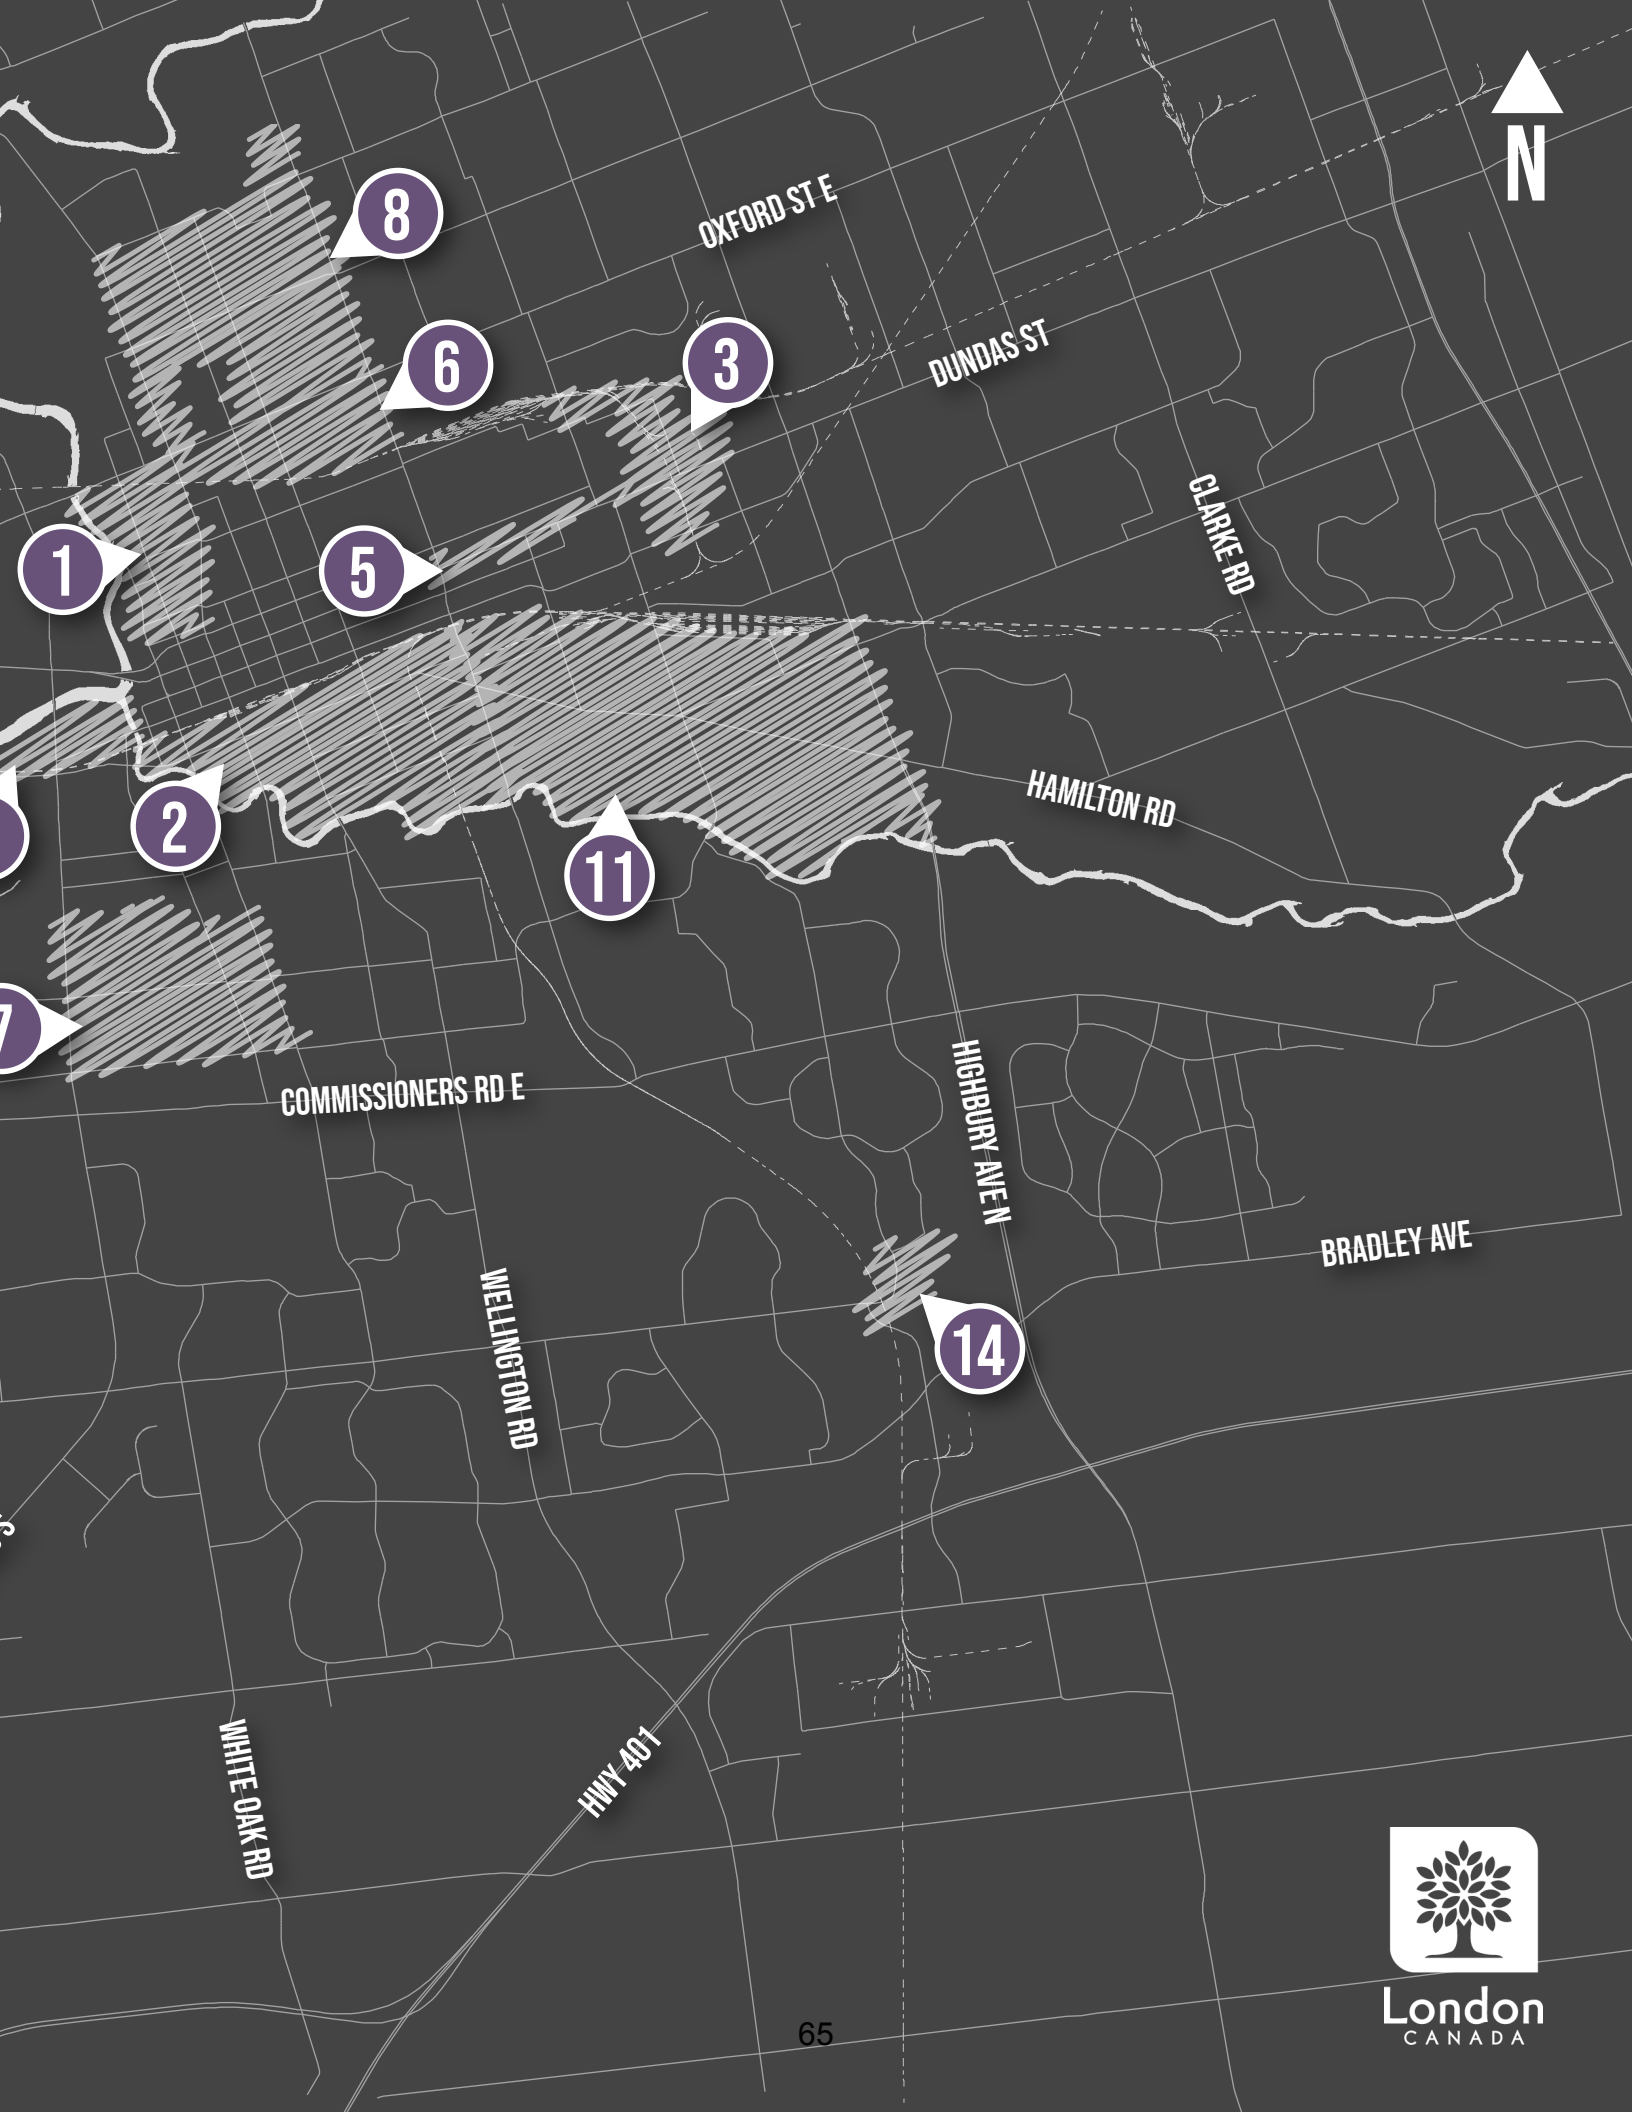 N
8
OXFORD ST E
6
3
DUNDAS ST
1
5
CLARKE RD
2
HAMILTON RD
11
7
COMMISSIONERS RD E
HIGHBURY AVE N
BRADLEY AVE
WELLINGTON RD
14
WHITE OAK RD
HWY 401
London
CANADA
65